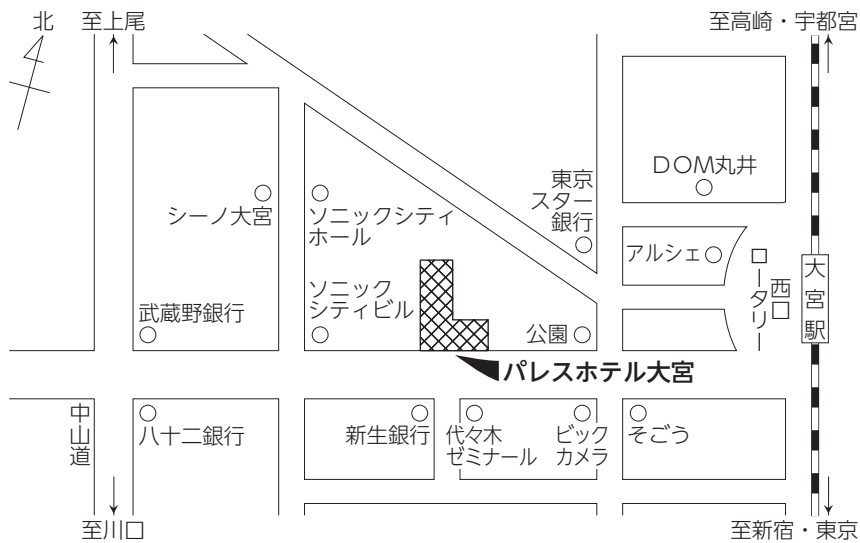 北
至上尾
至高崎・宇都宮
DOM丸井
東京
スター
銀行
シーノ大宮
ソニックシティ
ホール
アルシェ
西口
ロータリー
大宮駅
武蔵野銀行
ソニック
シティビル
公園
パレスホテル大宮
中山道
八十二銀行
新生銀行
代々木
ゼミナール
ビック
カメラ
そごう
至川口
至新宿・東京